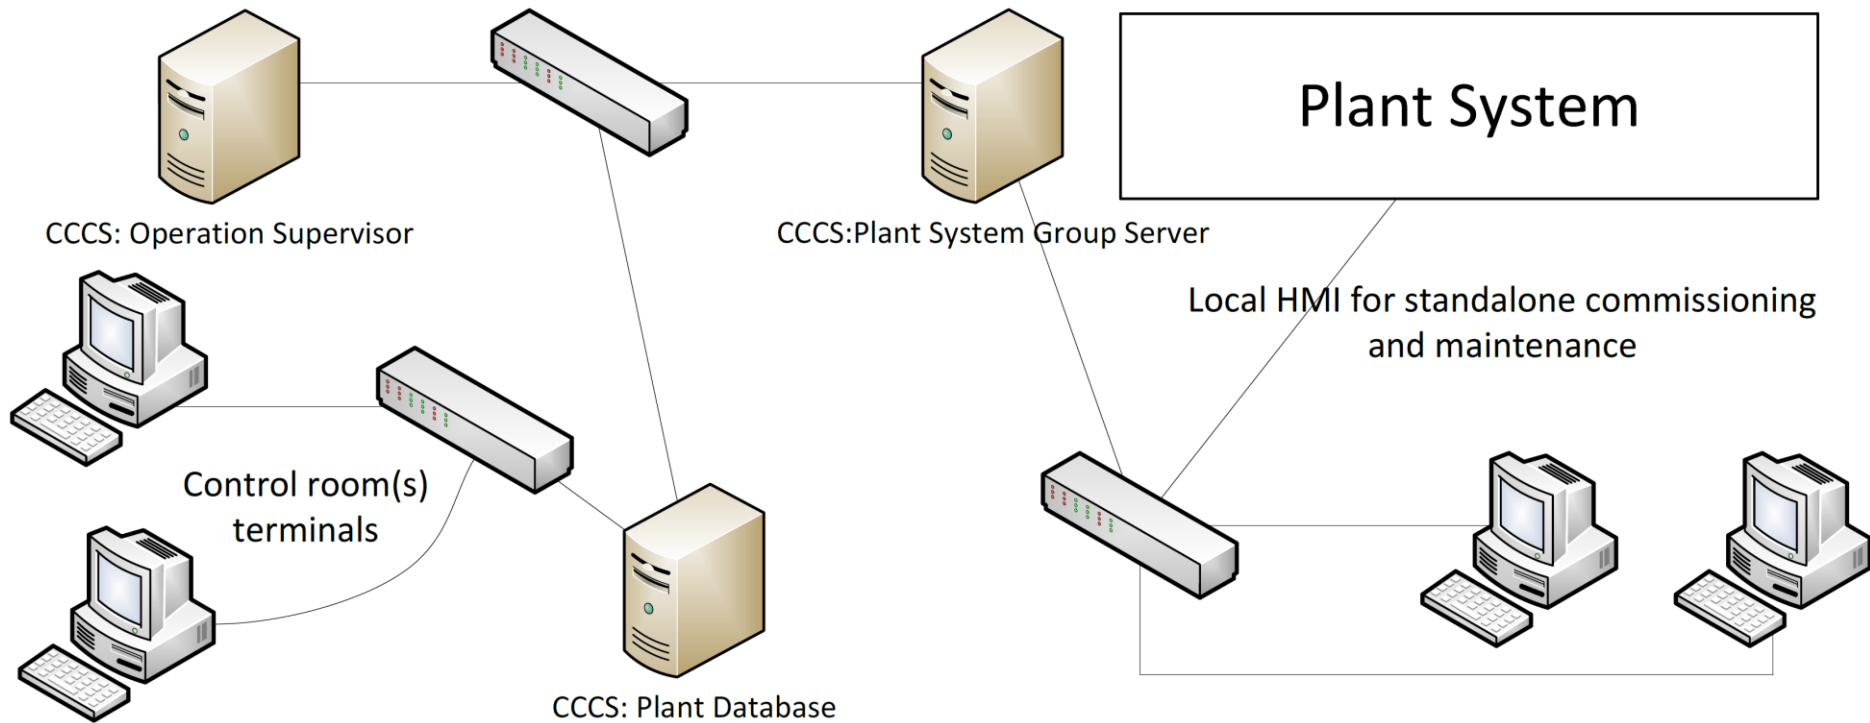 Plant System
CCCS: Operation Supervisor
CCCS:Plant System Group Server
Local HMI for standalone commissioning
and maintenance
Control room(s)
terminals
CCCS: Plant Database